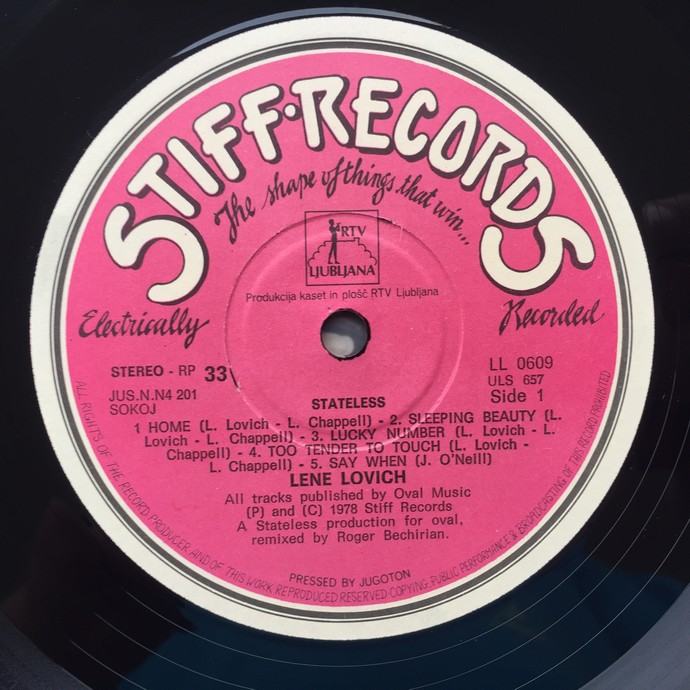 STIFF·RECORDS
The shape of things that win...
RTV
LJUBLJANA
Produkcija kaset in plošč RTV Ljubljana
Electrically
Recorded
STEREO - RP 33
LL 0609
ULS 657
JUS.N.N4 201
Side 1
SOKOJ
STATELESS
1 HOME (L. Lovich - L. Chappell) - 2. SLEEPING BEAUTY (L.
Lovich - L. Chappell) - 3. LUCKY NUMBER (L. Lovich - L.
Chappell) - 4. TOO TENDER TO TOUCH (L. Lovich -
L. Chappell) - 5. SAY WHEN (J. O'Neill)
LENE LOVICH
All tracks published by Oval Music
(P) and (C) 1978 Stiff Records
A Stateless production for oval,
remixed by Roger Bechirian.
PRESSED BY JUGOTON
ALL RIGHTS OF THE RECORD PRODUCER AND OF THIS WORK REPRODUCED RESERVED COPYING, PUBLIC PERFORMANCE & BROADCASTING OF THIS RECORD PROHIBITED